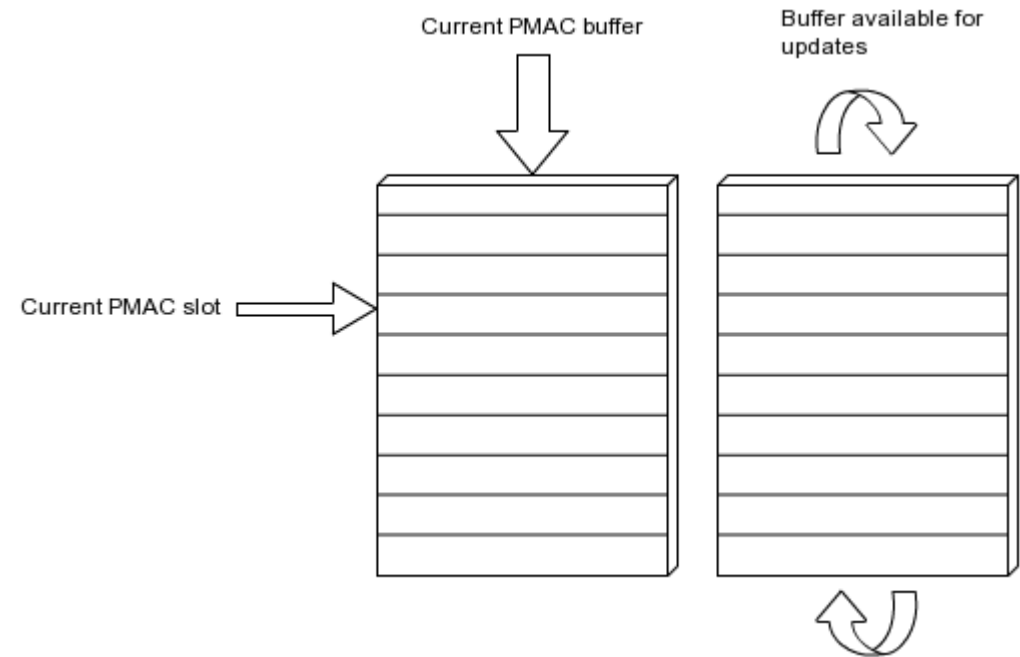 Current PMAC buffer
Buffer available for
updates
Current PMAC slot